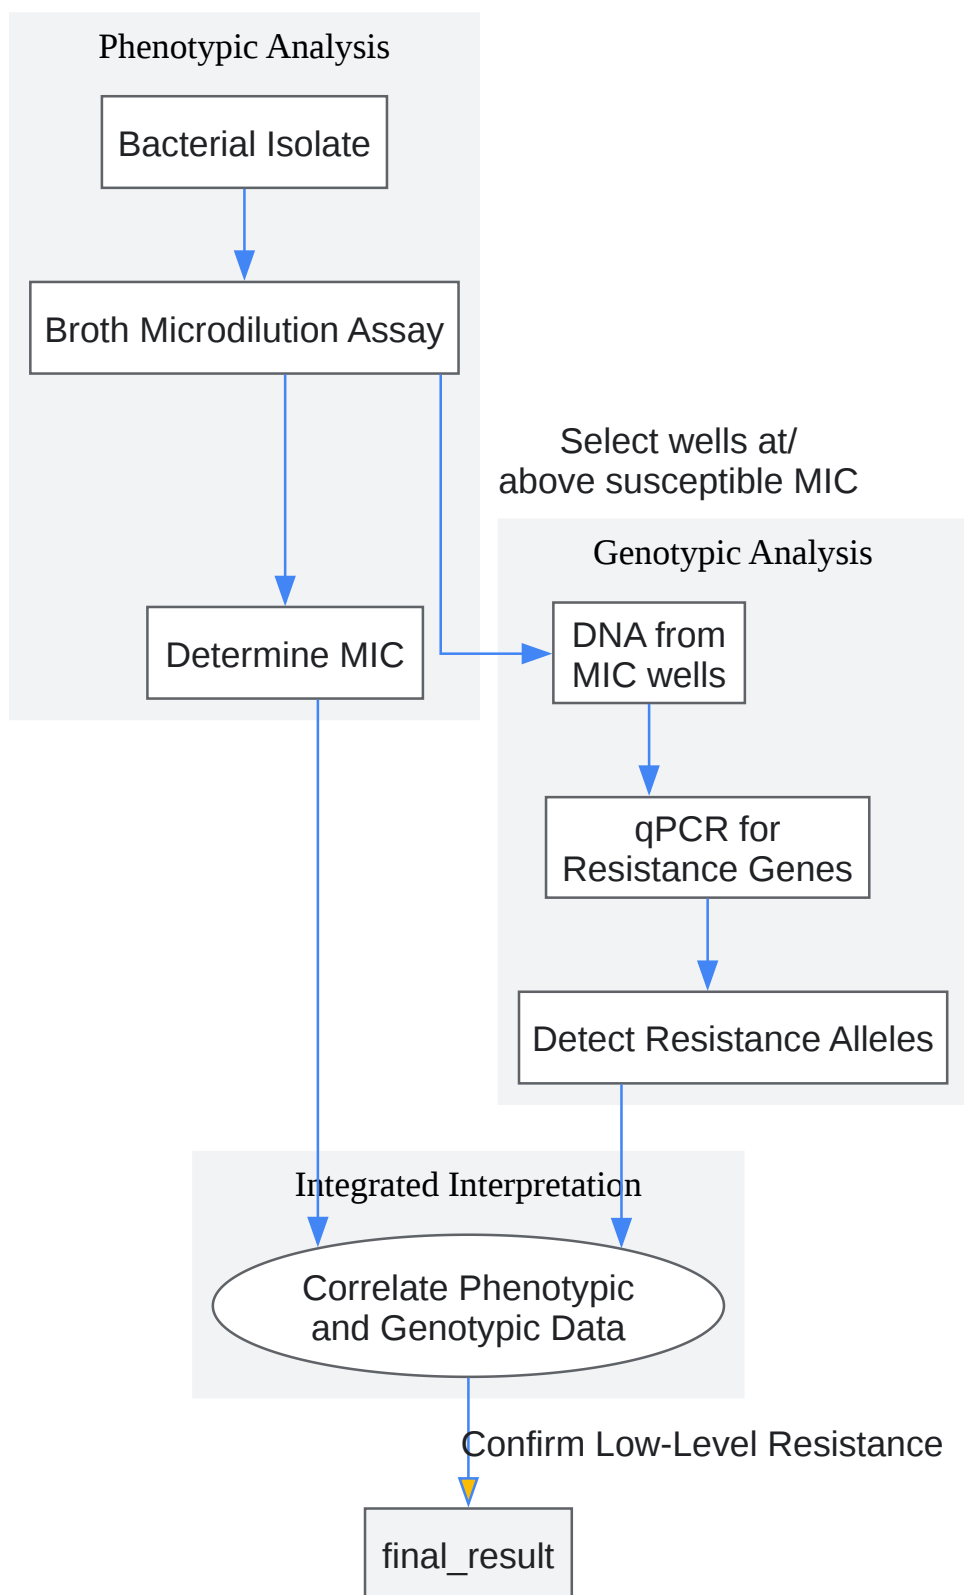 Phenotypic Analysis
Bacterial Isolate
Broth Microdilution Assay
Select wells at/
above susceptible MIC
Genotypic Analysis
Determine MIC
DNA from
MIC wells
qPCR for
Resistance Genes
Detect Resistance Alleles
Integrated Interpretation
Correlate Phenotypic
and Genotypic Data
Confirm Low-Level Resistance
final_result